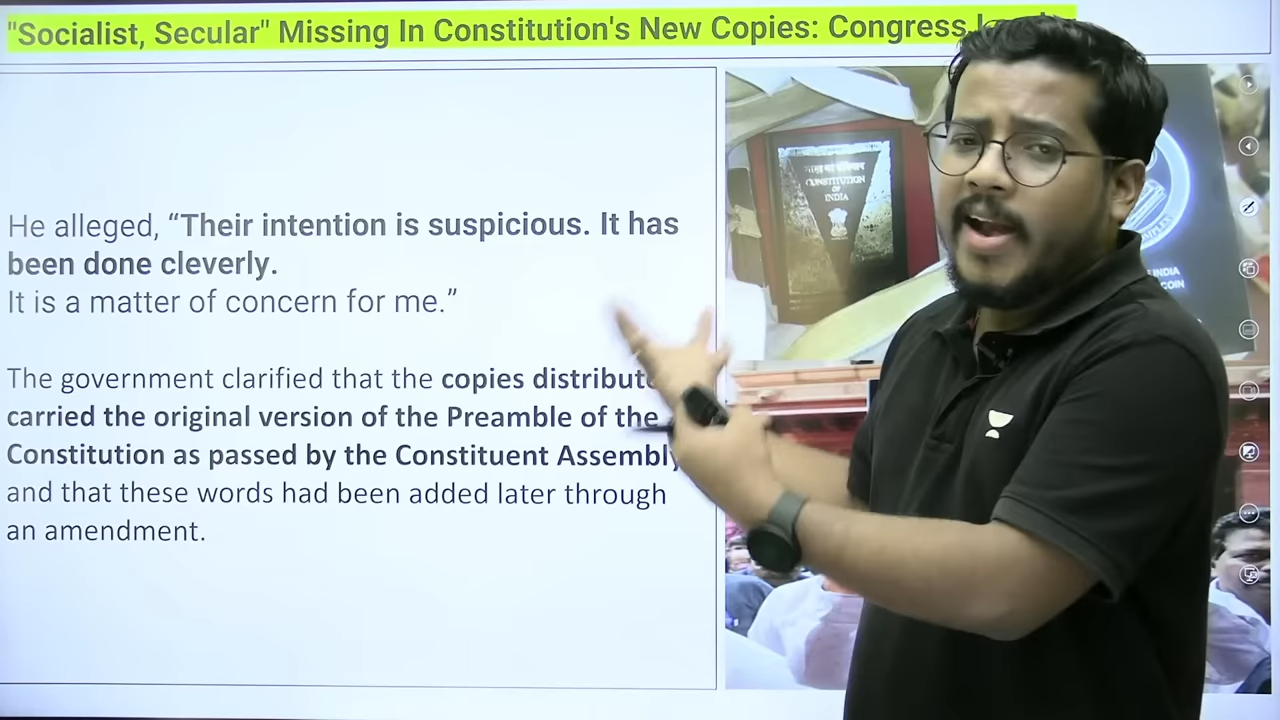 "Socialist, Secular" Missing In Constitution's New Copies: Congress
He alleged, “Their intention is suspicious. It has
been done cleverly.
It is a matter of concern for me.”
The government clarified that the copies
carried the original version of the Preamble of the
Constitution as passed by the Constituent Assembly
and that these words had been added later through
an amendment.
CONSTITUTION
OF
INDIA
INDIA
COIN